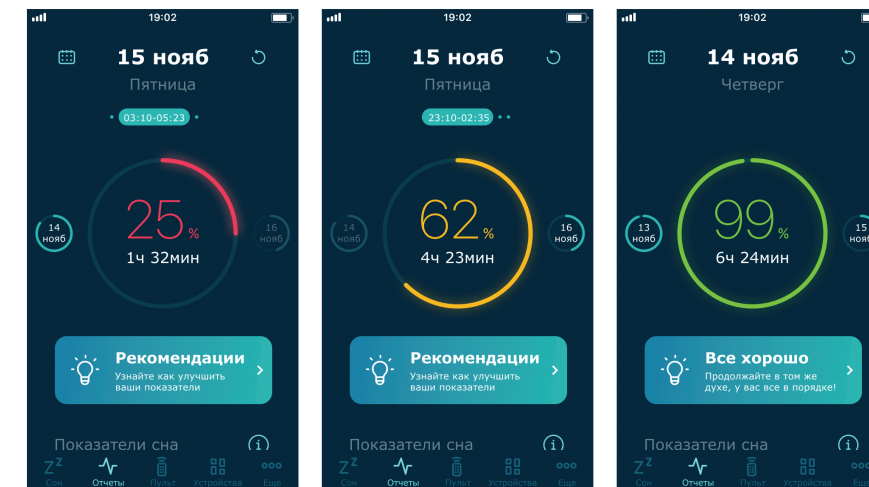 19:02
15 нояб
Пятница
03:10-05:23
14
нояб
25%
1ч 32мин
16
нояб
Рекомендации
Узнайте как улучшить
ваши показатели
Показатели сна
Сон
Отчеты
Пульт
Устройства
Еще
19:02
15 нояб
Пятница
23:10-02:35
14
нояб
62%
4ч 23мин
16
нояб
Рекомендации
Узнайте как улучшить
ваши показатели
Показатели сна
Сон
Отчеты
Пульт
Устройства
Еще
19:02
14 нояб
Четверг
13
нояб
99%
6ч 24мин
15
нояб
Все хорошо
Продолжайте в том же
духе, у вас все в порядке!
Показатели сна
Сон
Отчеты
Пульт
Устройства
Еще